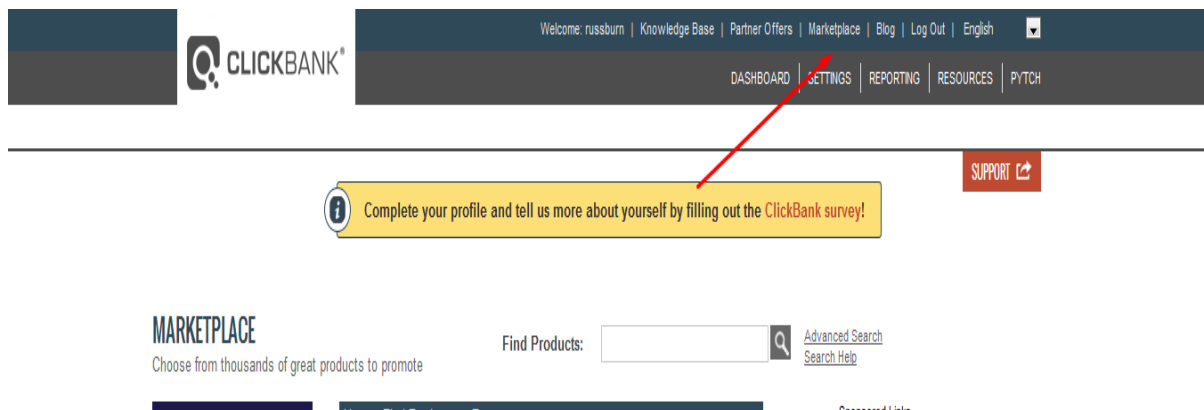 Welcome: russburn | Knowledge Base | Partner Offers | Marketplace | Blog | Log Out | English
CLICKBANK®
DASHBOARD | SETTINGS | REPORTING | RESOURCES | PYTCH
SUPPORT
Complete your profile and tell us more about yourself by filling out the ClickBank survey!
MARKETPLACE
Choose from thousands of great products to promote
Find Products:
Advanced Search
Search Help
Sponsored Links